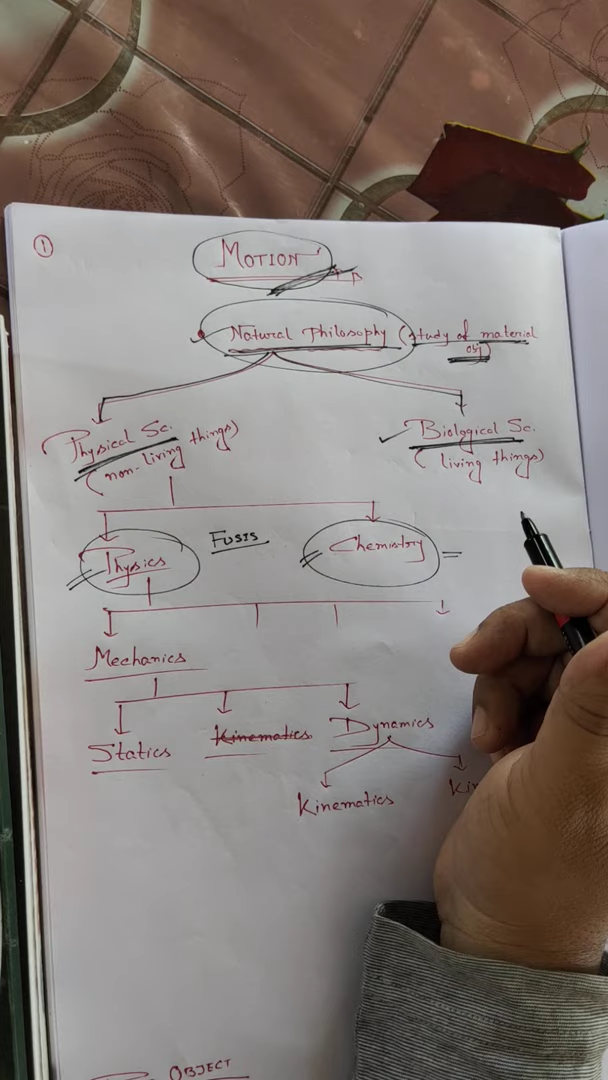 1
MOTION
Natural Philosophy (study of material
obj)
Physical Sc.
(non-living things)
Biological Sc.
(living things)
Physics
FUSIS
Chemistry
Mechanics
Statics
Kinematics
Dynamics
Kinematics
Kin
OBJECT